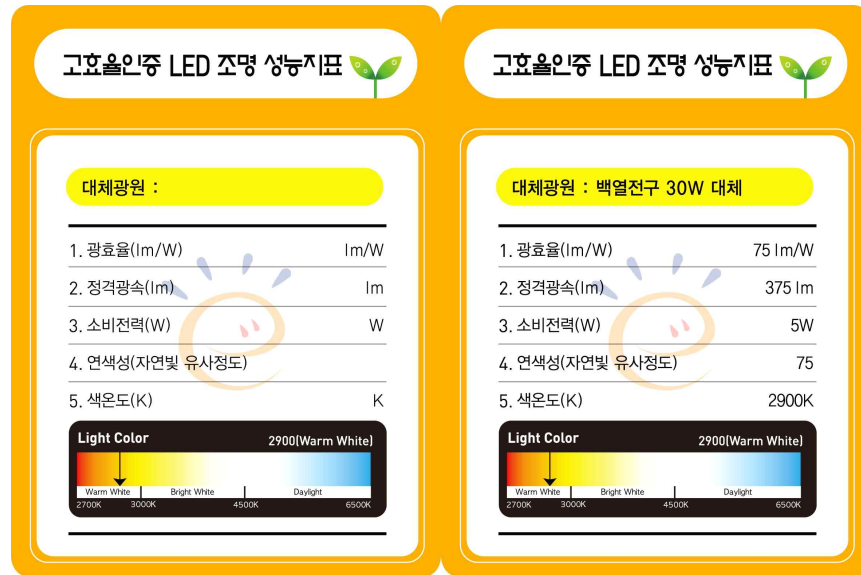 고효율인증 LED 조명 성능지표
대체광원 :
1. 광효율(lm/W) lm/W
2. 정격광속(lm) lm
3. 소비전력(W) W
4. 연색성(자연빛 유사정도)
5. 색온도(K) K
Light Color 2900(Warm White)
Warm White Bright White Daylight
2700K 3000K 4500K 6500K
고효율인증 LED 조명 성능지표
대체광원 : 백열전구 30W 대체
1. 광효율(lm/W) 75 lm/W
2. 정격광속(lm) 375 lm
3. 소비전력(W) 5W
4. 연색성(자연빛 유사정도) 75
5. 색온도(K) 2900K
Light Color 2900(Warm White)
Warm White Bright White Daylight
2700K 3000K 4500K 6500K